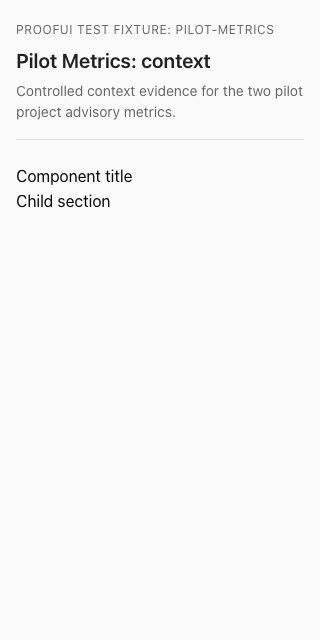 PROOFUI TEST FIXTURE: PILOT-METRICS
Pilot Metrics: context
Controlled context evidence for the two pilot
project advisory metrics.
Component title
Child section